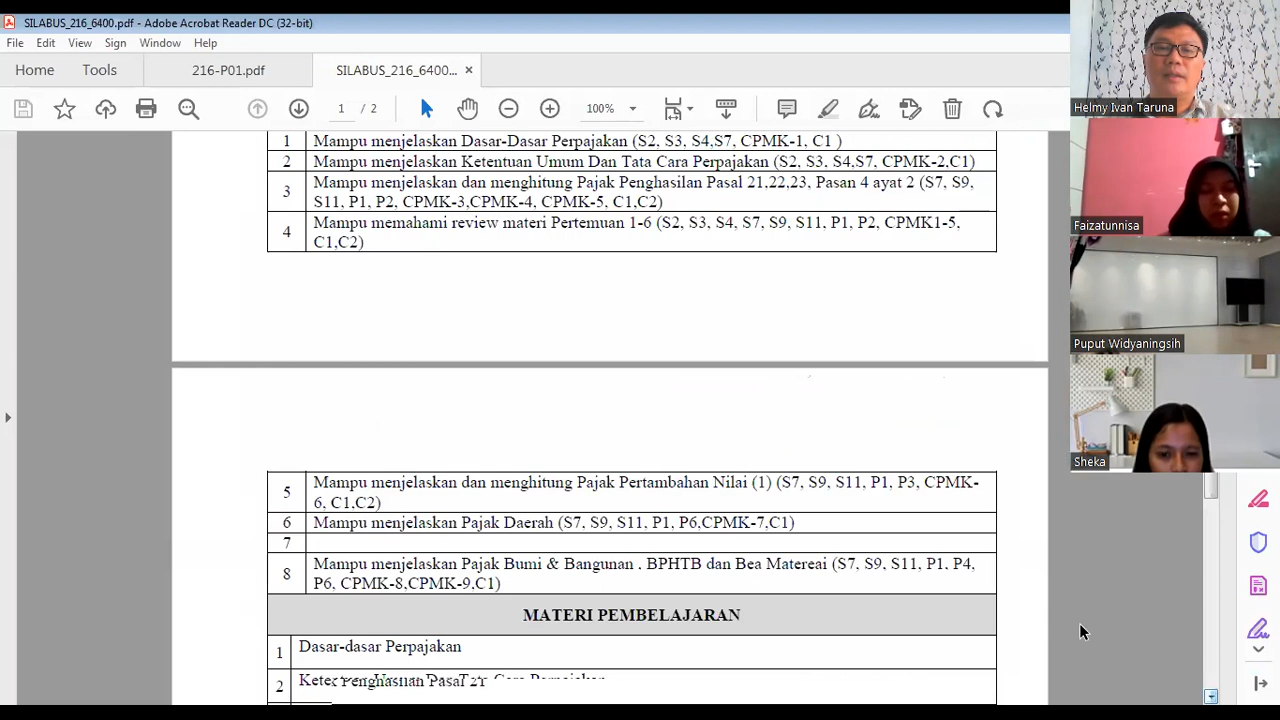 SILABUS_216_6400.pdf - Adobe Acrobat Reader DC (32-bit)
File Edit View Sign Window Help
Home Tools 216-P01.pdf SILABUS_216_6400... ×
1 / 2 100%
1 Mampu menjelaskan Dasar-Dasar Perpajakan (S2, S3, S4,S7, CPMK-1, C1 )
2 Mampu menjelaskan Ketentuan Umum Dan Tata Cara Perpajakan (S2, S3, S4,S7, CPMK-2,C1)
3 Mampu menjelaskan dan menghitung Pajak Penghasilan Pasal 21,22,23, Pasan 4 ayat 2 (S7, S9,
S11, P1, P2, CPMK-3,CPMK-4, CPMK-5, C1,C2)
4 Mampu memahami review materi Pertemuan 1-6 (S2, S3, S4, S7, S9, S11, P1, P2, CPMK1-5,
C1,C2)
5 Mampu menjelaskan dan menghitung Pajak Pertambahan Nilai (1) (S7, S9, S11, P1, P3, CPMK-
6, C1,C2)
6 Mampu menjelaskan Pajak Daerah (S7, S9, S11, P1, P6,CPMK-7,C1)
7
8 Mampu menjelaskan Pajak Bumi & Bangunan , BPHTB dan Bea Matereai (S7, S9, S11, P1, P4,
P6, CPMK-8,CPMK-9,C1)
MATERI PEMBELAJARAN
1 Dasar-dasar Perpajakan
2
Helmy Ivan Taruna
Faizatunnisa
Puput Widyaningsih
Sheka